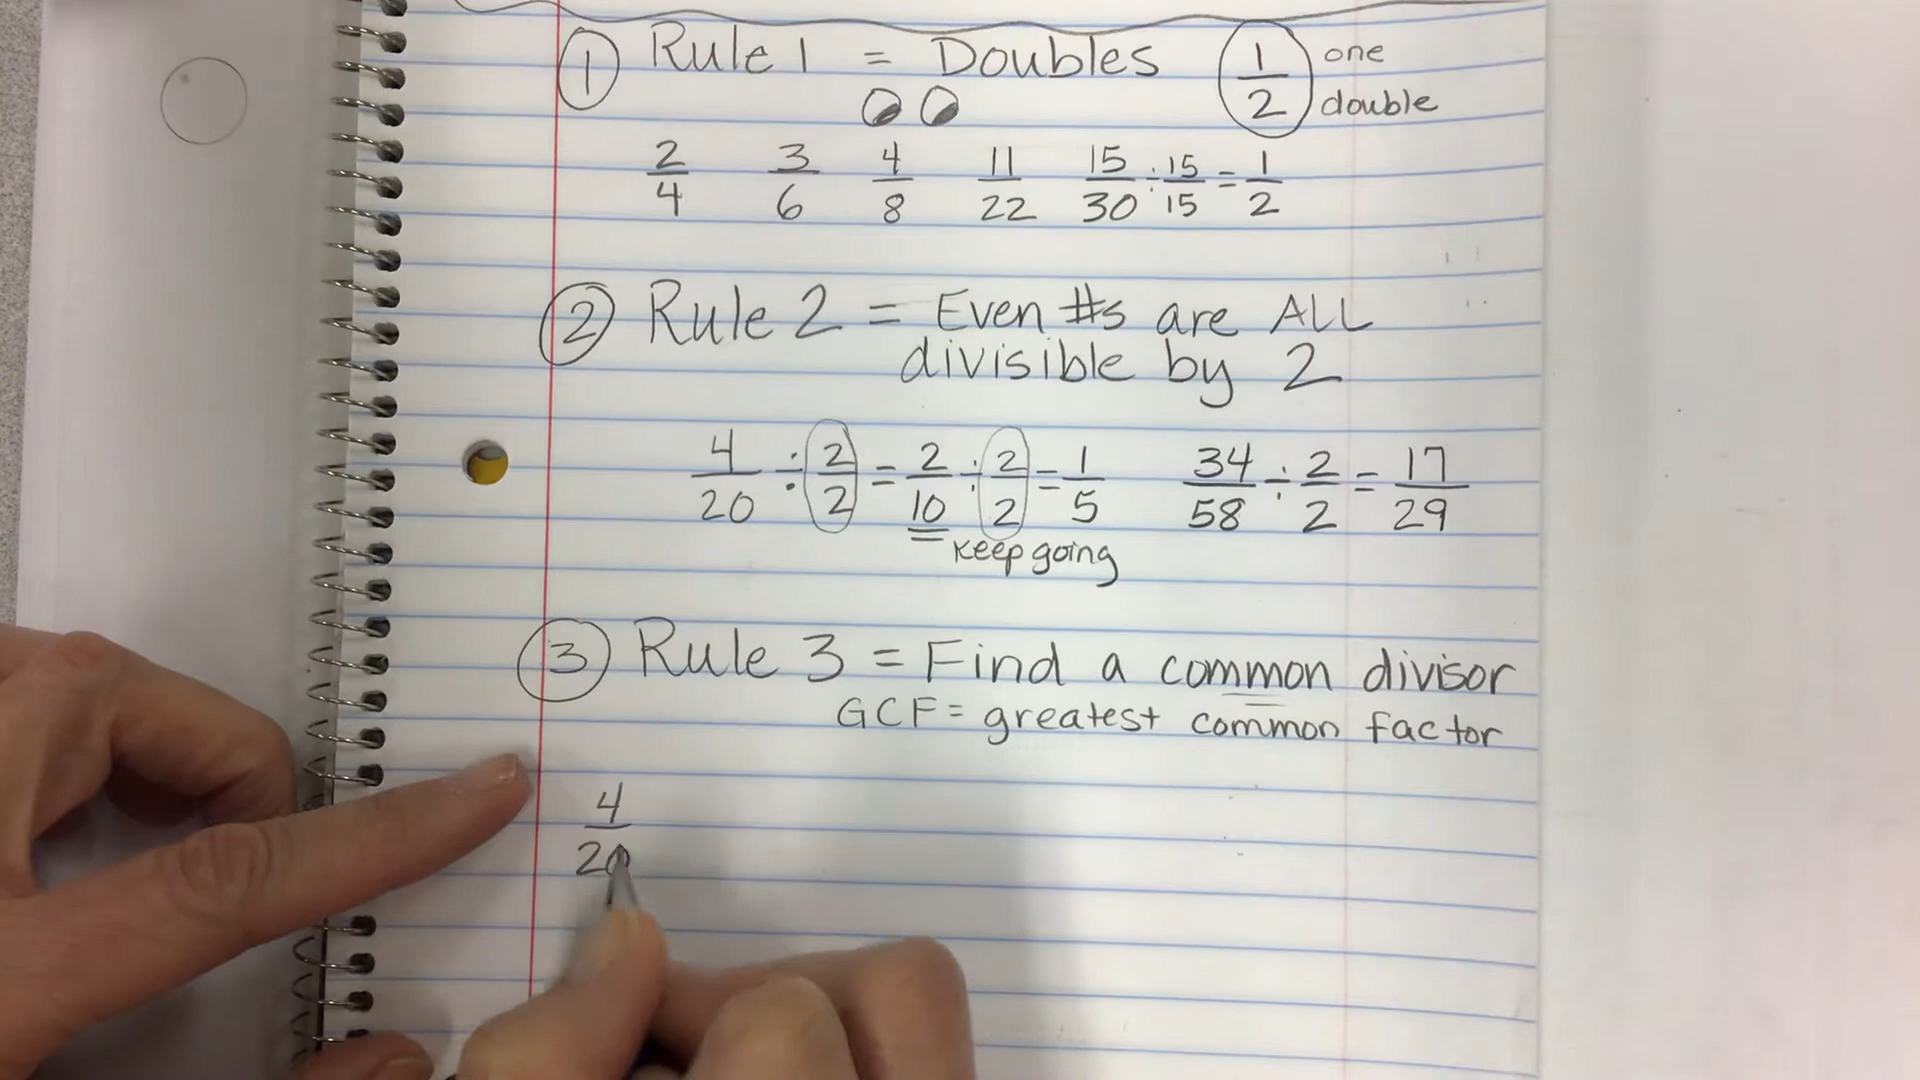 ① Rule 1 = Doubles 1/2 one double
2/4 3/6 4/8 11/22 15/30 ÷ 15/15 = 1/2
② Rule 2 = Even #s are ALL
divisible by 2
4/20 ÷ 2/2 = 2/10 ÷ 2/2 = 1/5 34/58 ÷ 2/2 = 17/29
keep going
③ Rule 3 = Find a common divisor
GCF = greatest common factor
4/20